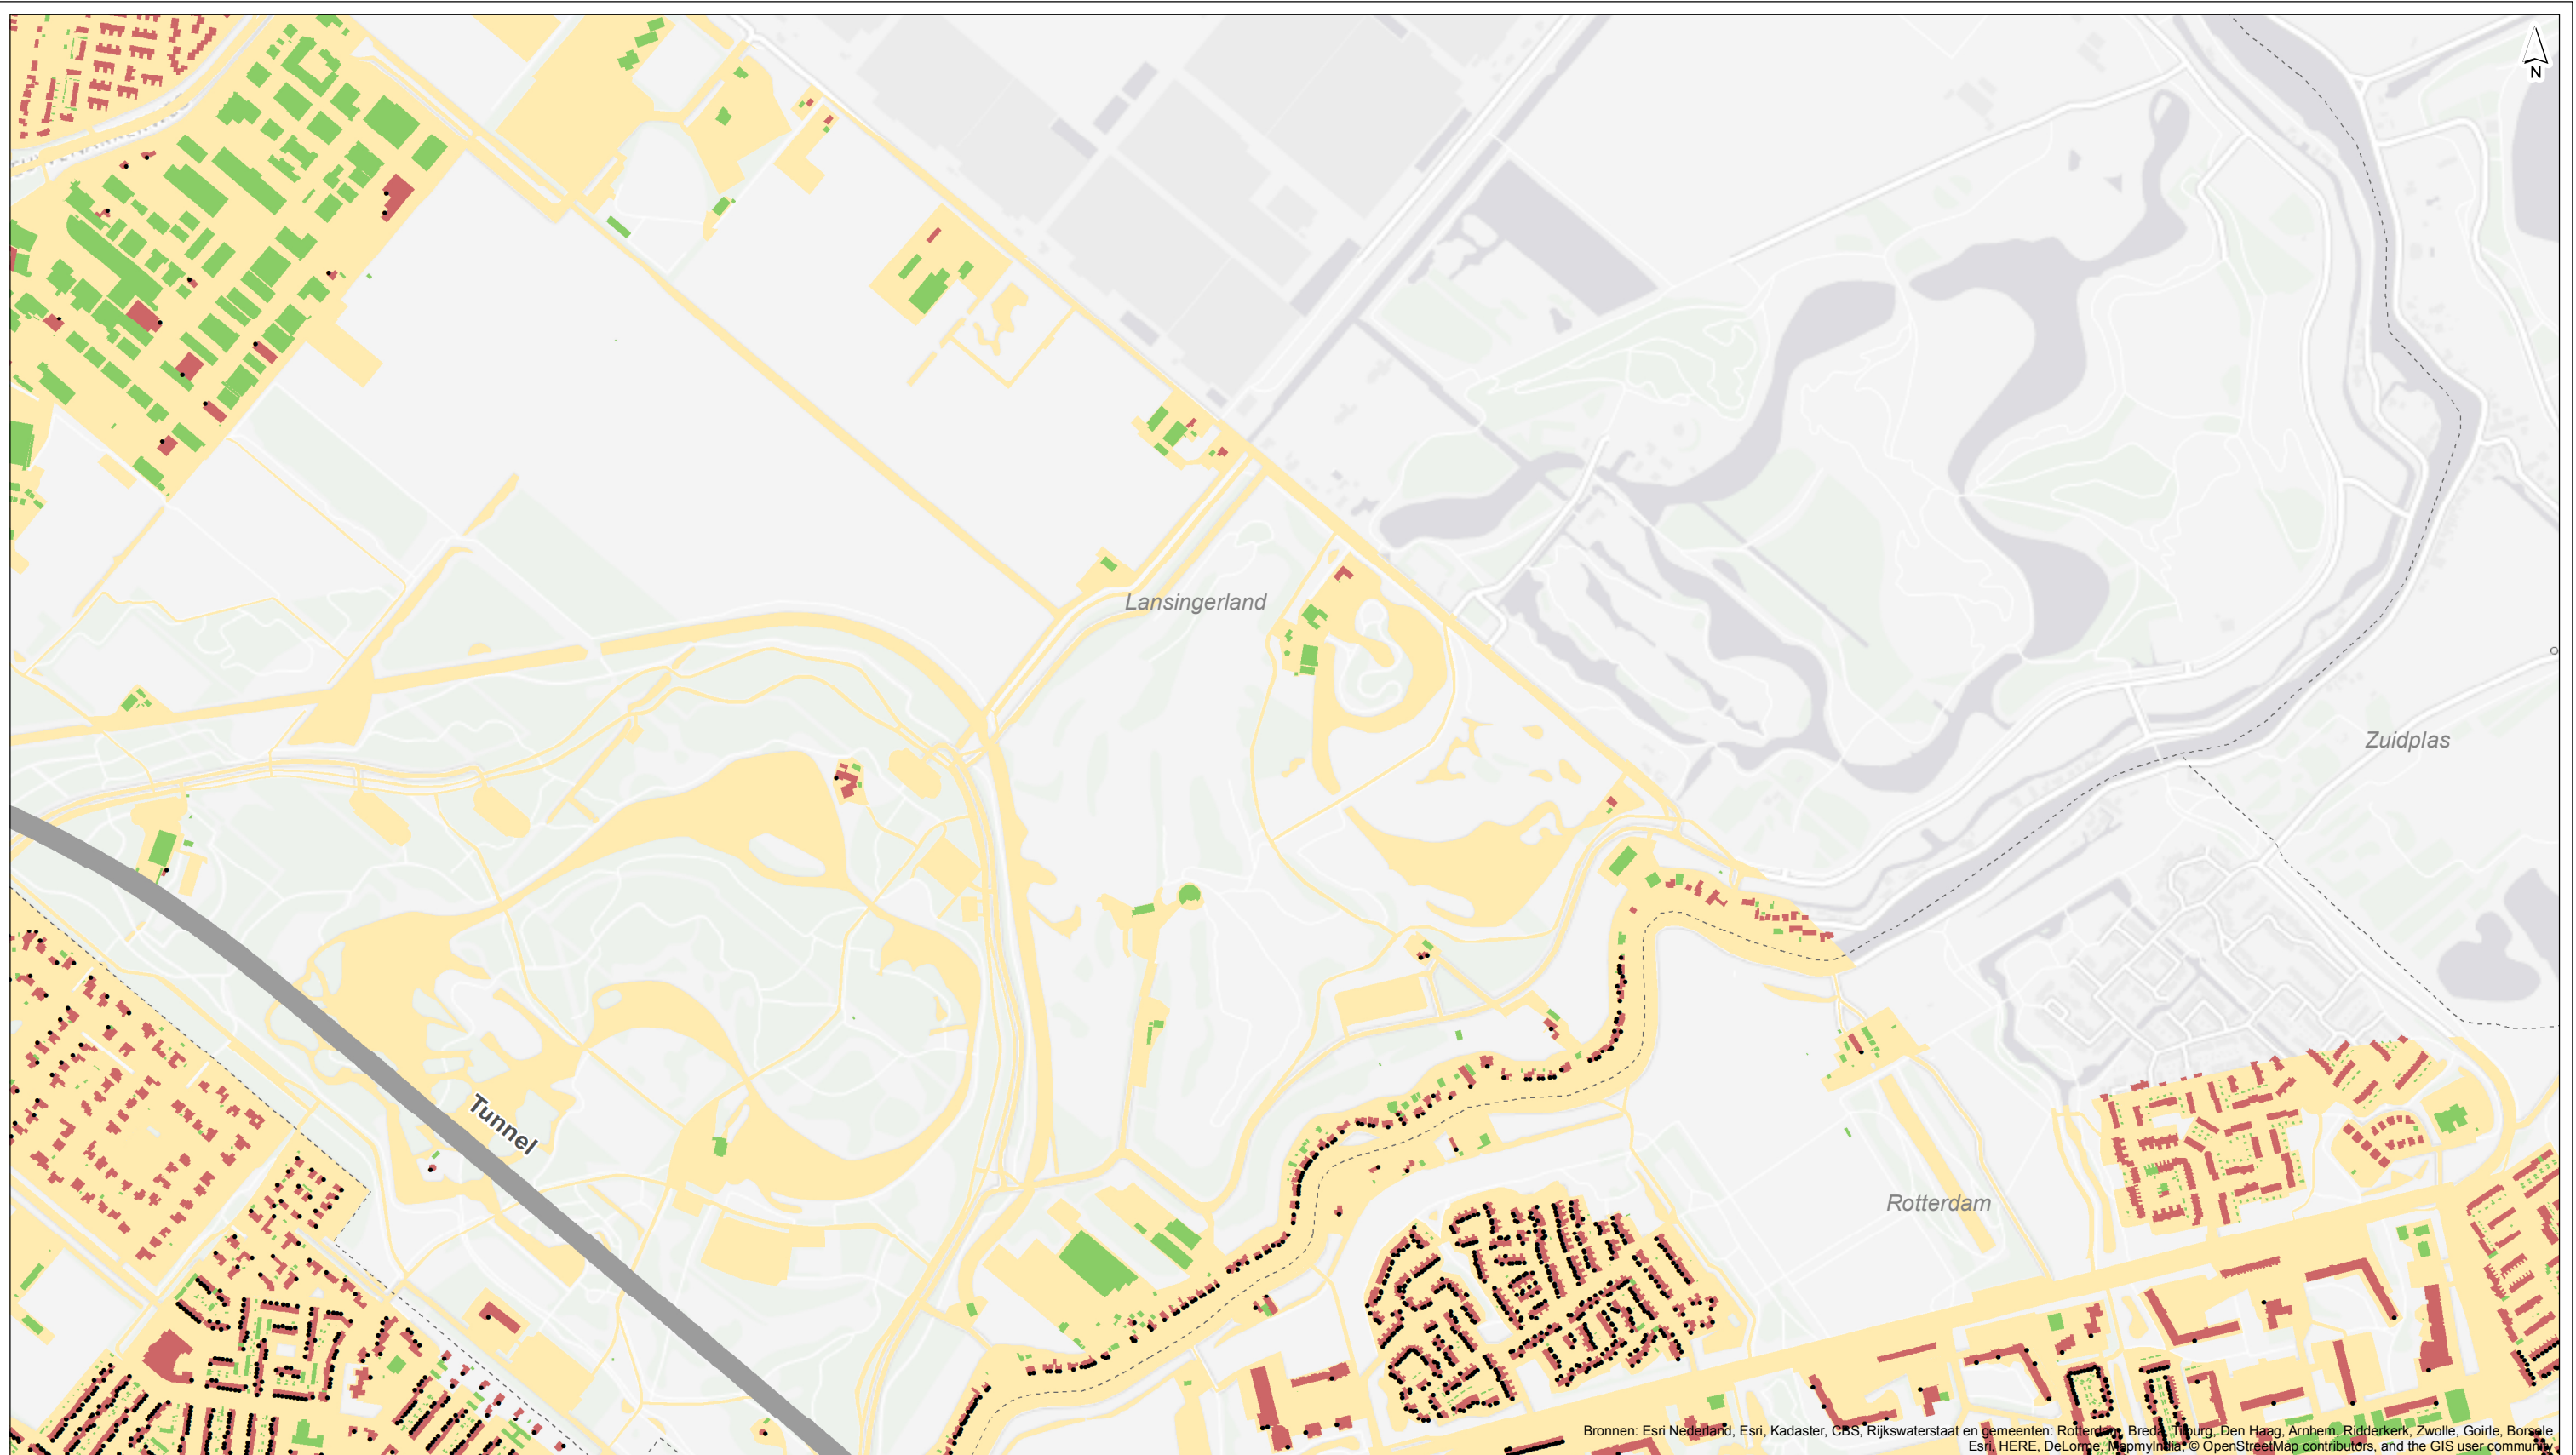 N
Lansingerland
Zuidplas
Tunnel
Rotterdam
Bronnen: Esri Nederland, Esri, Kadaster, CBS, Rijkswaterstaat en gemeenten: Rotterdam, Breda, Tilburg, Den Haag, Arnhem, Ridderkerk, Zwolle, Goirle, Borsele
Esri, HERE, DeLorme, MapmyIndia, © OpenStreetMap contributors, and the GIS user community